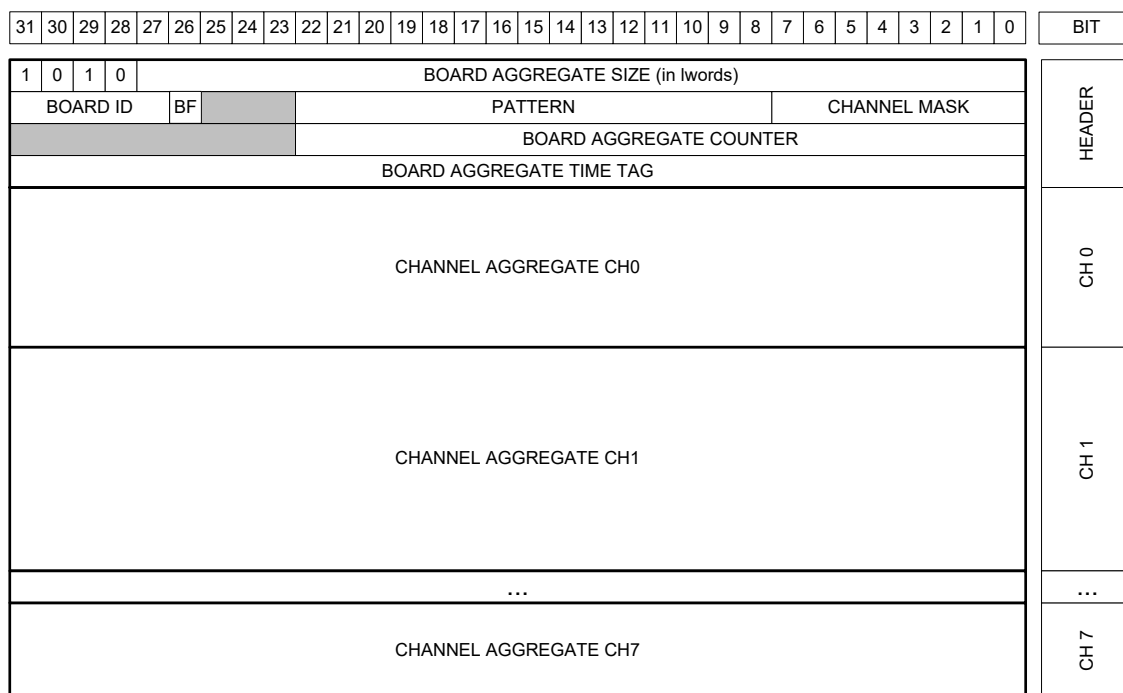 31 30 29 28 27 26 25 24 23 22 21 20 19 18 17 16 15 14 13 12 11 10 9 8 7 6 5 4 3 2 1 0 BIT
1 0 1 0 BOARD AGGREGATE SIZE (in lwords)
BOARD ID BF PATTERN CHANNEL MASK
BOARD AGGREGATE COUNTER
BOARD AGGREGATE TIME TAG
HEADER
CHANNEL AGGREGATE CH0 CH 0
CHANNEL AGGREGATE CH1 CH 1
... ...
CHANNEL AGGREGATE CH7 CH 7